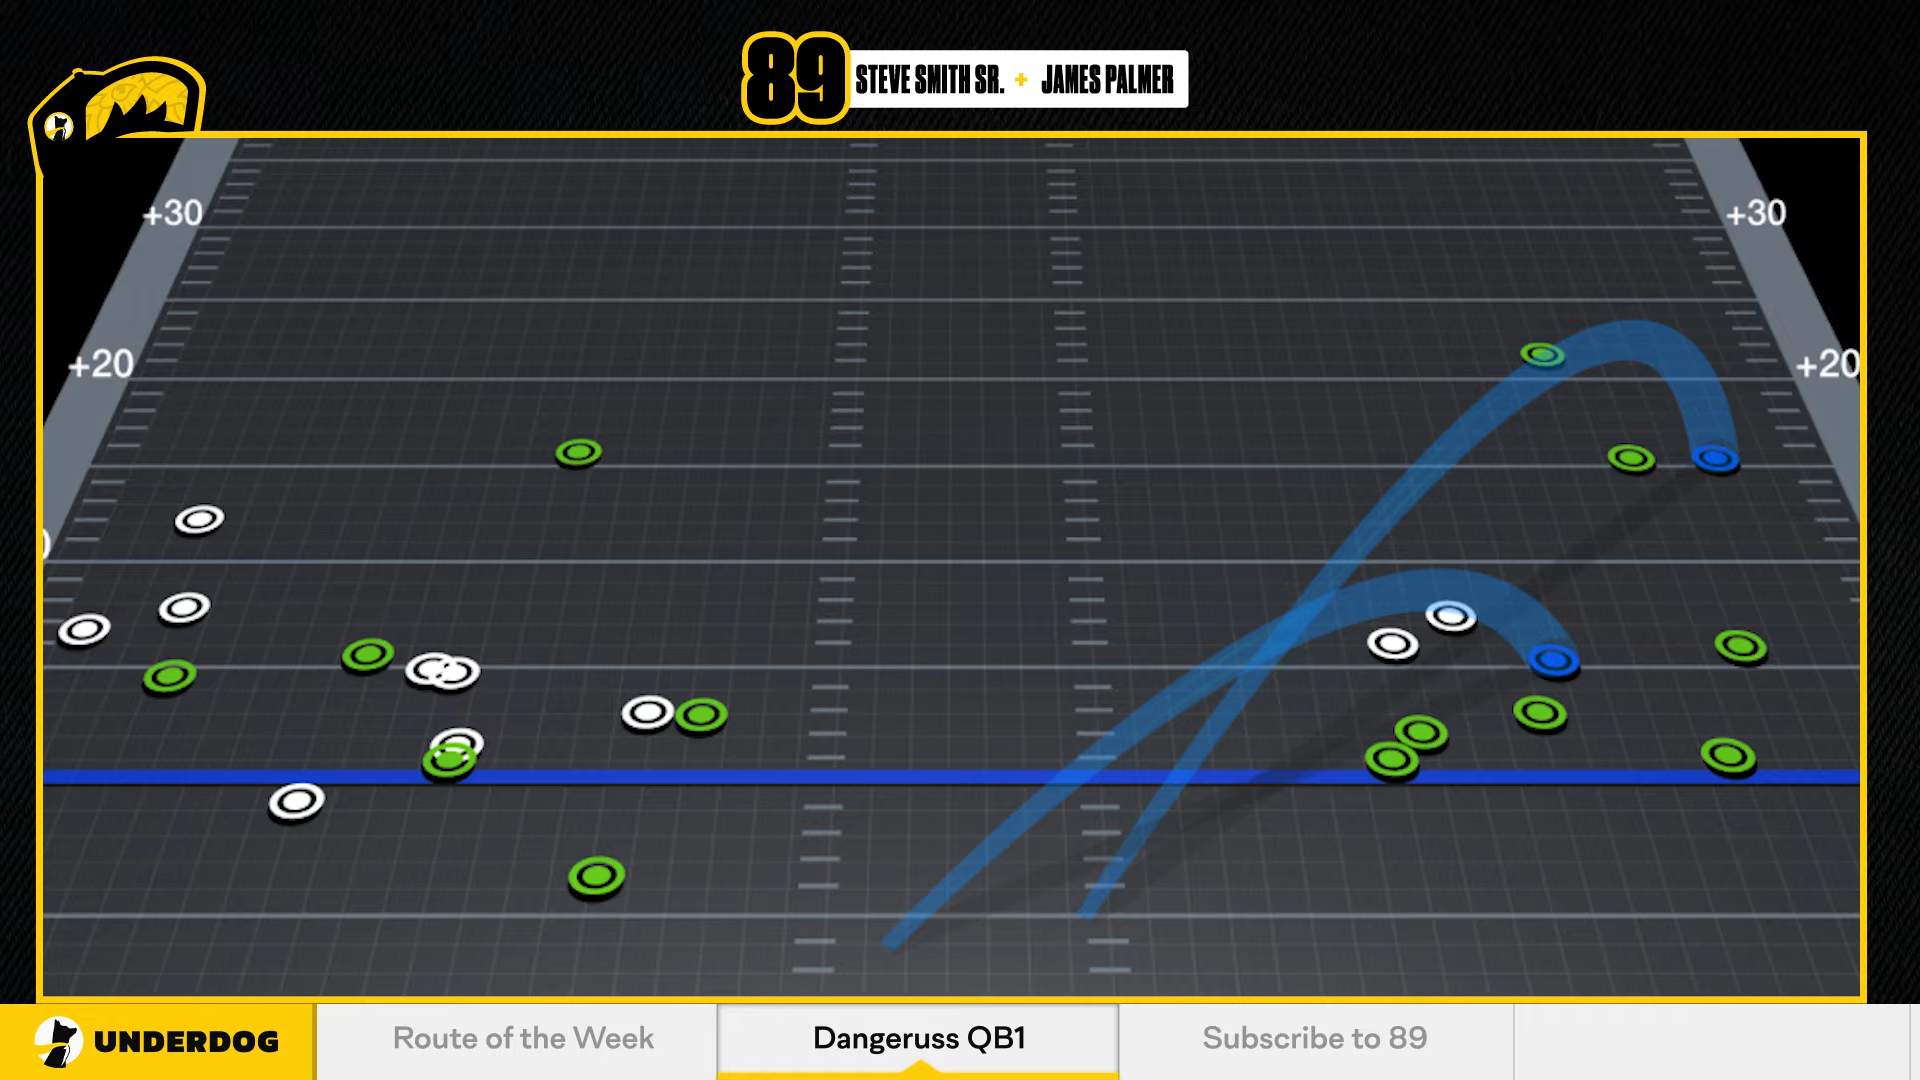 89
STEVE SMITH SR. + JAMES PALMER
+30
+30
+20
+20
UNDERDOG
Route of the Week
Dangeruss QB1
Subscribe to 89